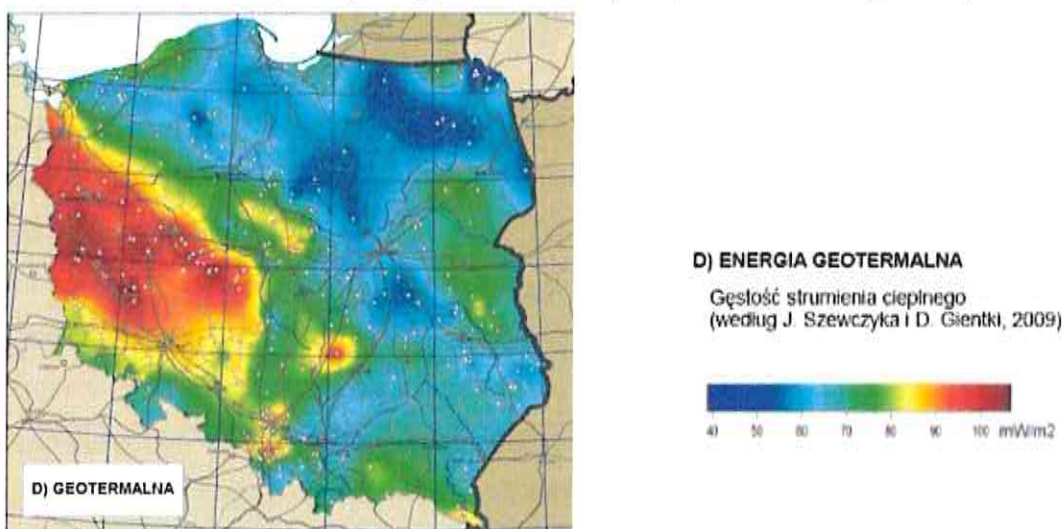 D) ENERGIA GEOTERMALNA
Gęstość strumienia cieplnego
(według J. Szewczyka i D. Gientki, 2009)
40 50 60 70 80 90 100 mW/m2
D) GEOTERMALNA